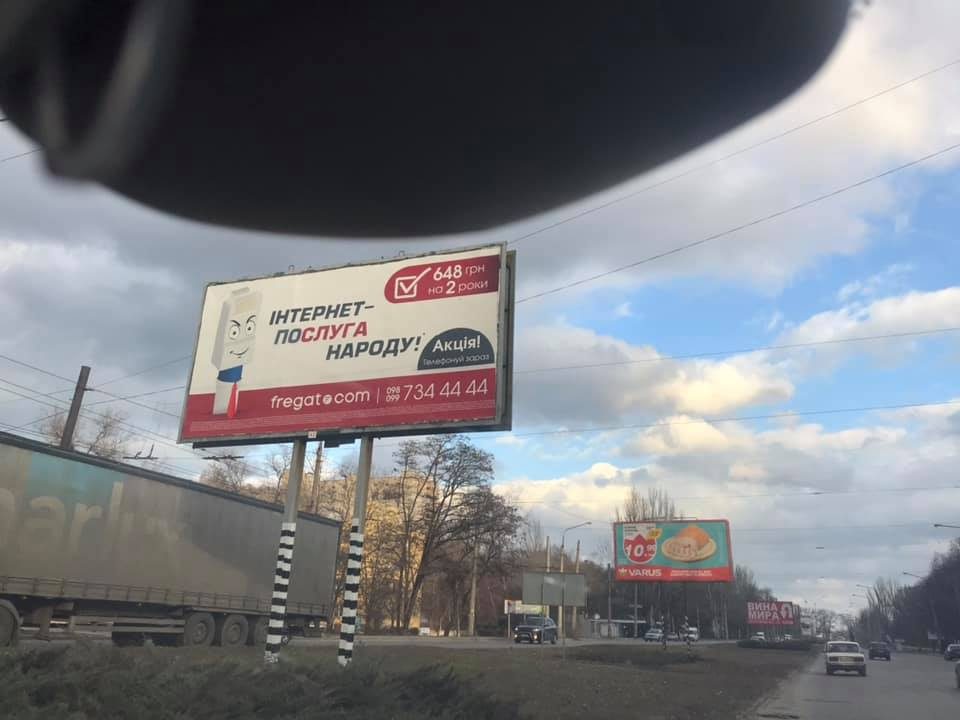 648 грн
на 2 роки
ІНТЕРНЕТ-
ПОСЛУГА
НАРОДУ!
Акція!
Телефонуй зараз
fregat.com
098
099
734 44 44
10.
VARUS
ВИНА
МИРА